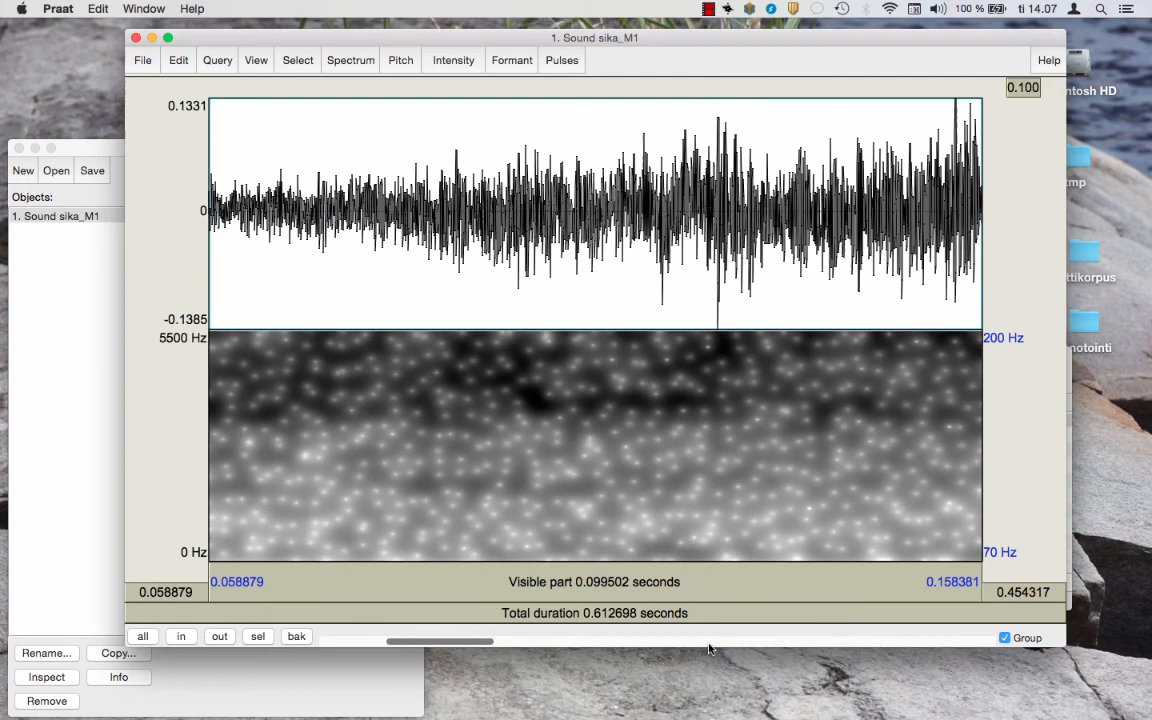 Praat Edit Window Help 100 % ti 14.07
1. Sound sika_M1
File Edit Query View Select Spectrum Pitch Intensity Formant Pulses Help
0.100
0.1331
0
-0.1385
5500 Hz
200 Hz
0 Hz
70 Hz
0.058879 Visible part 0.099502 seconds 0.158381
0.058879 0.454317
Total duration 0.612698 seconds
all in out sel bak Group
New Open Save
Objects:
1. Sound sika_M1
Rename... Copy...
Inspect Info
Remove
ntosh HD
tmp
ttikorpus
notointi